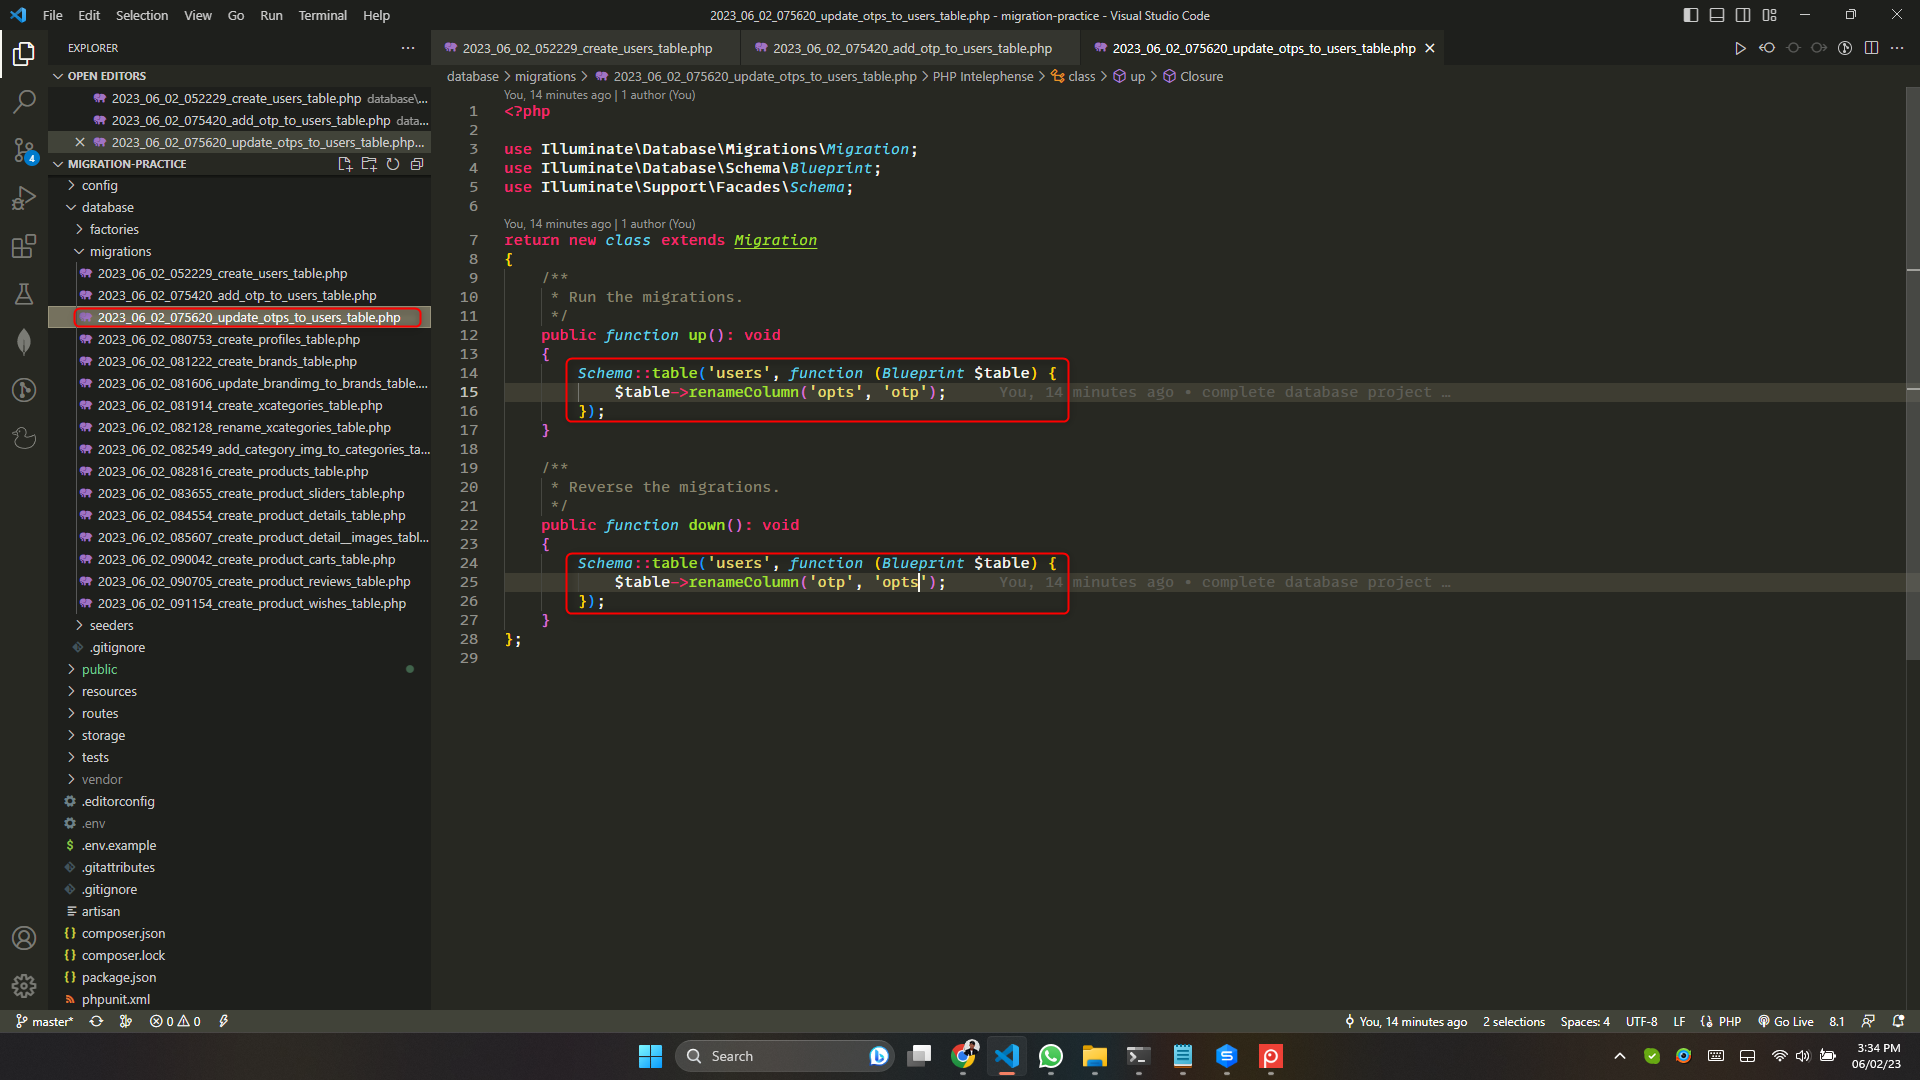 File Edit Selection View Go Run Terminal Help
2023_06_02_075620_update_otps_to_users_table.php - migration-practice - Visual Studio Code
EXPLORER
OPEN EDITORS
2023_06_02_052229_create_users_table.php database\...
2023_06_02_075420_add_otp_to_users_table.php data...
2023_06_02_075620_update_otps_to_users_table.php...
MIGRATION-PRACTICE
config
database
factories
migrations
2023_06_02_052229_create_users_table.php
2023_06_02_075420_add_otp_to_users_table.php
2023_06_02_075620_update_otps_to_users_table.php
2023_06_02_080753_create_profiles_table.php
2023_06_02_081222_create_brands_table.php
2023_06_02_081606_update_brandimg_to_brands_table....
2023_06_02_081914_create_xcategories_table.php
2023_06_02_082128_rename_xcategories_table.php
2023_06_02_082549_add_category_img_to_categories_ta...
2023_06_02_082816_create_products_table.php
2023_06_02_083655_create_product_sliders_table.php
2023_06_02_084554_create_product_details_table.php
2023_06_02_085607_create_product_detail__images_tabl...
2023_06_02_090042_create_product_carts_table.php
2023_06_02_090705_create_product_reviews_table.php
2023_06_02_091154_create_product_wishes_table.php
seeders
.gitignore
public
resources
routes
storage
tests
vendor
.editorconfig
.env
.env.example
.gitattributes
.gitignore
artisan
composer.json
composer.lock
package.json
phpunit.xml
4
2023_06_02_052229_create_users_table.php
2023_06_02_075420_add_otp_to_users_table.php
2023_06_02_075620_update_otps_to_users_table.php
database > migrations > 2023_06_02_075620_update_otps_to_users_table.php > PHP Intelephense > class > up > Closure
You, 14 minutes ago | 1 author (You)
1 <?php
2
3 use Illuminate\Database\Migrations\Migration;
4 use Illuminate\Database\Schema\Blueprint;
5 use Illuminate\Support\Facades\Schema;
6
You, 14 minutes ago | 1 author (You)
7 return new class extends Migration
8 {
9 /**
10 * Run the migrations.
11 */
12 public function up(): void
13 {
14 Schema::table('users', function (Blueprint $table) {
15 $table->renameColumn('opts', 'otp'); You, 14 minutes ago • complete database project …
16 });
17 }
18
19 /**
20 * Reverse the migrations.
21 */
22 public function down(): void
23 {
24 Schema::table('users', function (Blueprint $table) {
25 $table->renameColumn('otp', 'opts'); You, 14 minutes ago • complete database project …
26 });
27 }
28 };
29
master* 0 0
You, 14 minutes ago 2 selections Spaces: 4 UTF-8 LF PHP Go Live 8.1
Search
3:34 PM
06/02/23